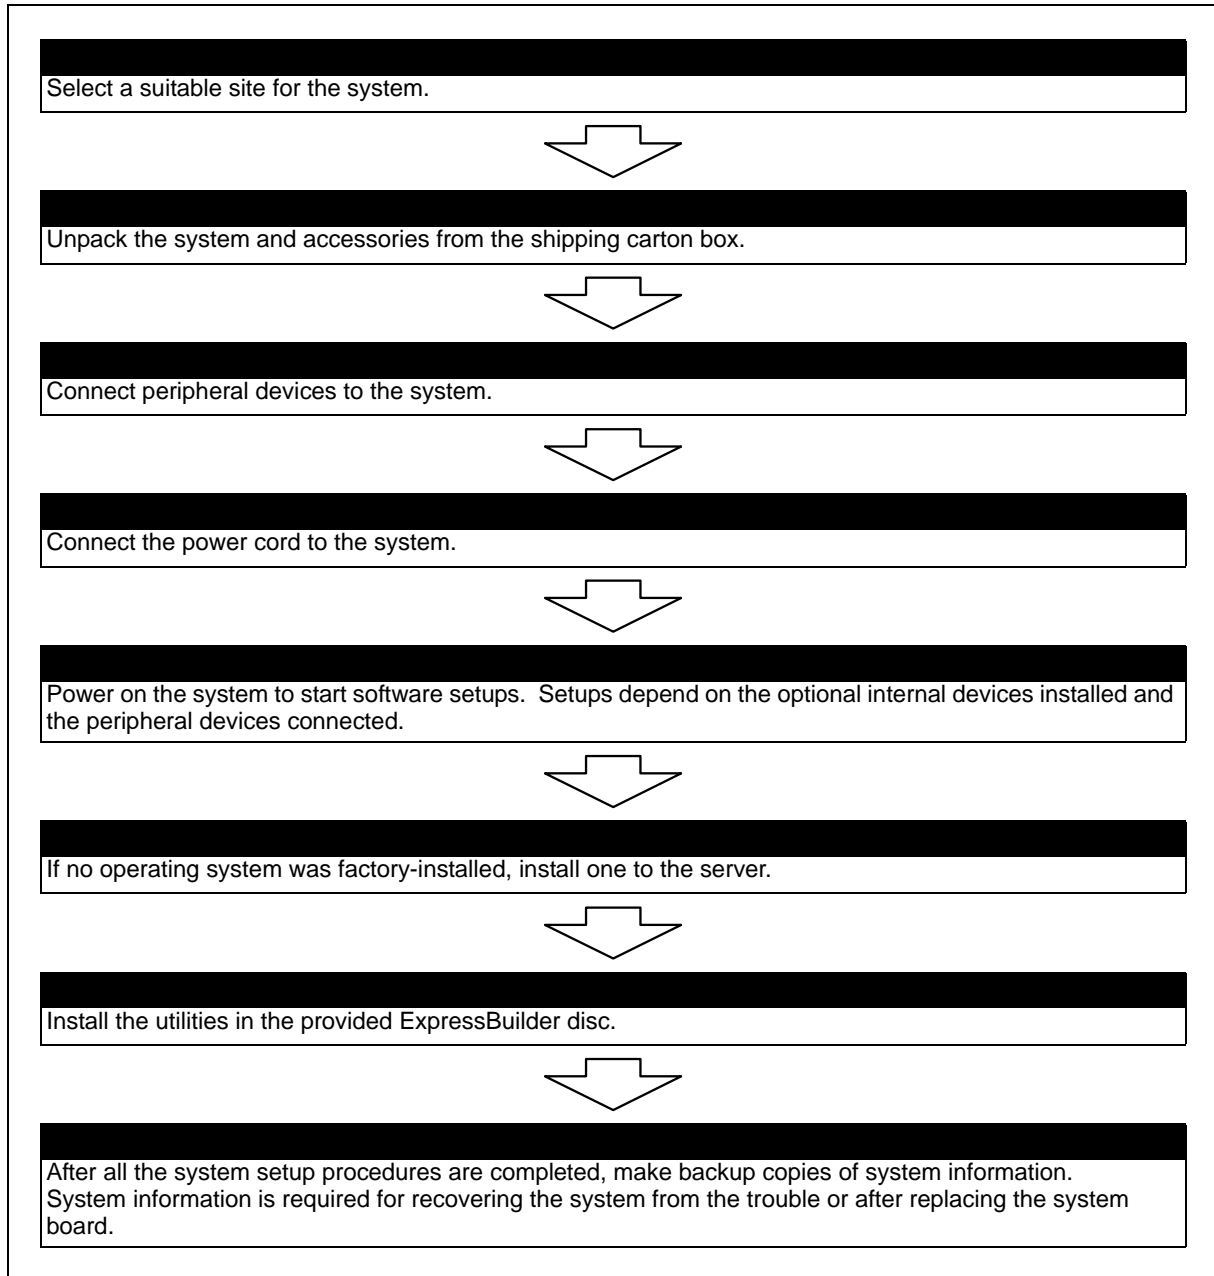 Select a suitable site for the system.
Unpack the system and accessories from the shipping carton box.
Connect peripheral devices to the system.
Connect the power cord to the system.
Power on the system to start software setups.  Setups depend on the optional internal devices installed and
the peripheral devices connected.
If no operating system was factory-installed, install one to the server.
Install the utilities in the provided ExpressBuilder disc.
After all the system setup procedures are completed, make backup copies of system information.
System information is required for recovering the system from the trouble or after replacing the system
board.